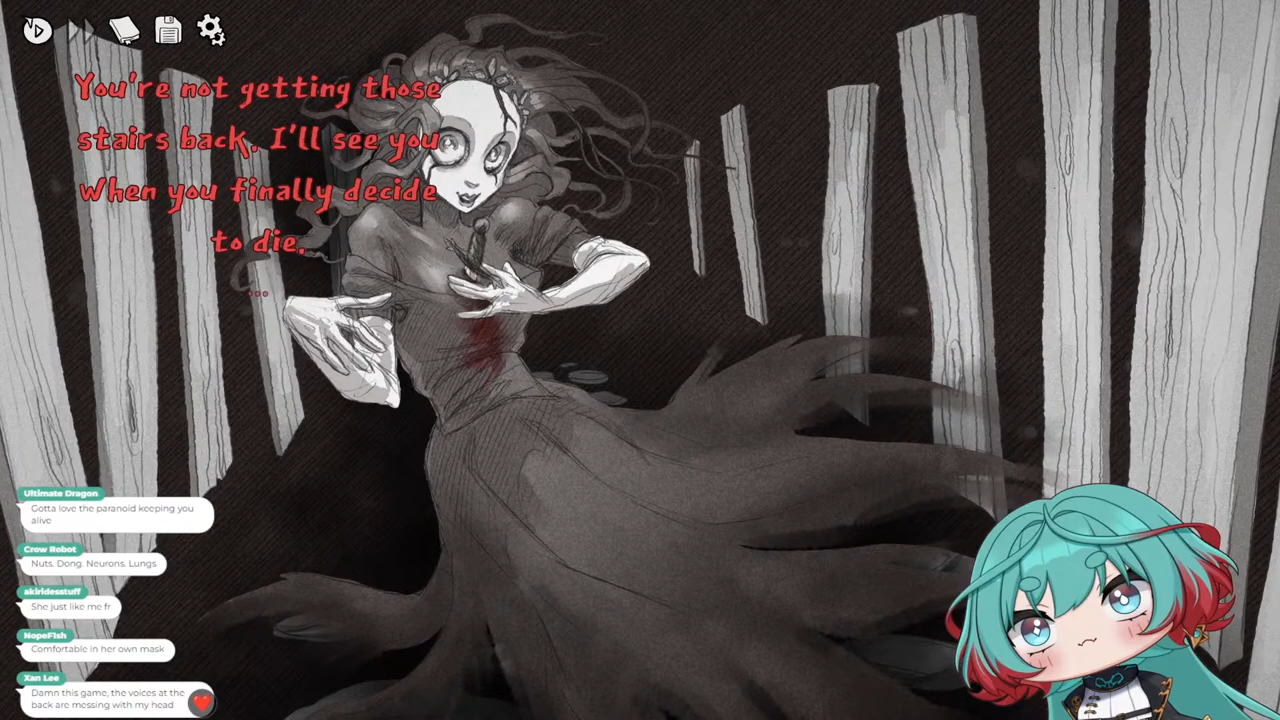 You're not getting those
stairs back. I'll see you
when you finally decide
to die.
...
Ultimate Dragon
Gotta love the paranoid keeping you
alive
Crow Robot
Nuts. Dong. Neurons. Lungs
akiridesstuff
She just like me fr
NopeF1sh
Comfortable in her own mask
Xan Lee
Damn this game, the voices at the
back are messing with my head